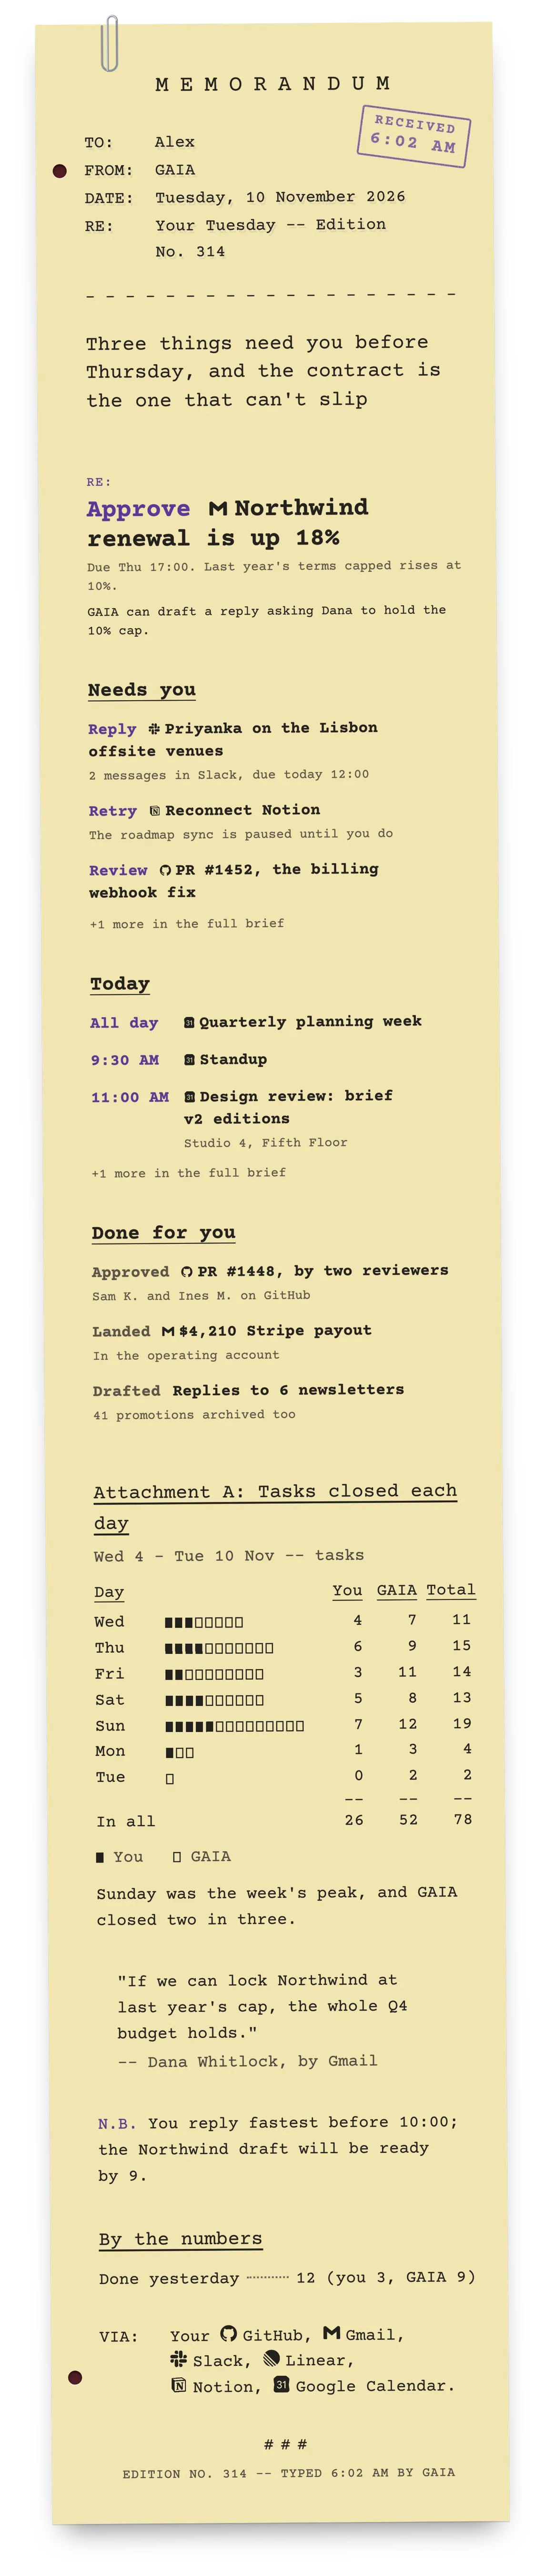 MEMORANDUM
RECEIVED
6:02 AM
TO: Alex
FROM: GAIA
DATE: Tuesday, 10 November 2026
RE: Your Tuesday -- Edition
No. 314
Three things need you before
Thursday, and the contract is
the one that can't slip
RE:
Approve Northwind
renewal is up 18%
Due Thu 17:00. Last year's terms capped rises at
10%.
GAIA can draft a reply asking Dana to hold the
10% cap.
Needs you
Reply Priyanka on the Lisbon
offsite venues
2 messages in Slack, due today 12:00
Retry Reconnect Notion
The roadmap sync is paused until you do
Review PR #1452, the billing
webhook fix
+1 more in the full brief
Today
All day Quarterly planning week
9:30 AM Standup
11:00 AM Design review: brief
v2 editions
Studio 4, Fifth Floor
+1 more in the full brief
Done for you
Approved PR #1448, by two reviewers
Sam K. and Ines M. on GitHub
Landed $4,210 Stripe payout
In the operating account
Drafted Replies to 6 newsletters
41 promotions archived too
Attachment A: Tasks closed each
day
Wed 4 - Tue 10 Nov -- tasks
Day You GAIA Total
Wed 4 7 11
Thu 6 9 15
Fri 3 11 14
Sat 5 8 13
Sun 7 12 19
Mon 1 3 4
Tue 0 2 2
-- -- --
In all 26 52 78
You GAIA
Sunday was the week's peak, and GAIA
closed two in three.
"If we can lock Northwind at
last year's cap, the whole Q4
budget holds."
-- Dana Whitlock, by Gmail
N.B. You reply fastest before 10:00;
the Northwind draft will be ready
by 9.
By the numbers
Done yesterday 12 (you 3, GAIA 9)
VIA: Your GitHub, Gmail,
Slack, Linear,
Notion, 31 Google Calendar.
###
EDITION NO. 314 -- TYPED 6:02 AM BY GAIA